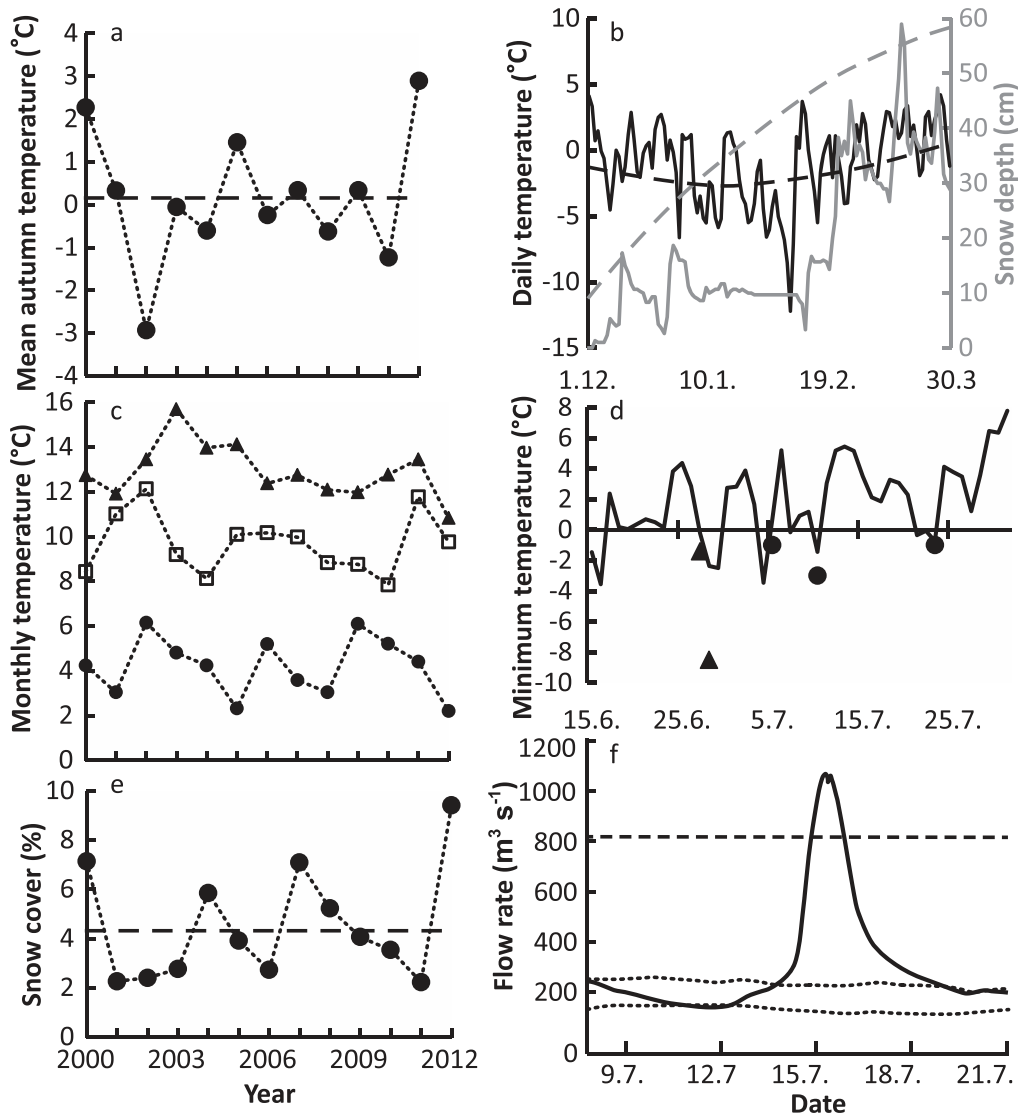 a
Mean autumn temperature (°C)
4
3
2
1
0
-1
-2
-3
-4
b
Daily temperature (°C)
10
5
0
-5
-10
-15
Snow depth (cm)
60
50
40
30
20
10
0
1.12. 10.1. 19.2. 30.3
c
Monthly temperature (°C)
16
14
12
10
8
6
4
2
0
d
Minimum temperature (°C)
8
6
4
2
0
-2
-4
-6
-8
-10
15.6. 25.6. 5.7. 15.7. 25.7.
e
Snow cover (%)
10
8
6
4
2
0
2000 2003 2006 2009 2012
Year
f
Flow rate (m³ s⁻¹)
1200
1000
800
600
400
200
0
9.7. 12.7. 15.7. 18.7. 21.7.
Date